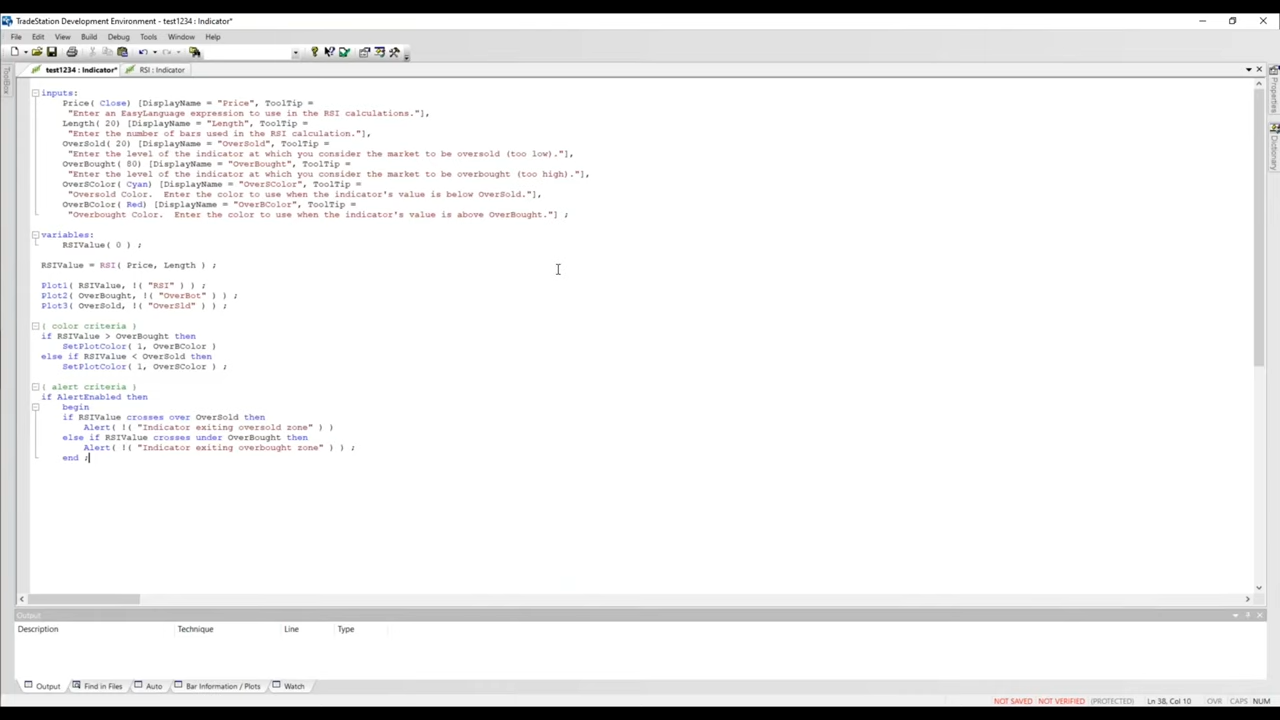 TradeStation Development Environment - test1234 : Indicator*
File Edit View Build Debug Tools Window Help
test1234 : Indicator* RSI : Indicator
ToolBox
Properties
Dictionary
inputs:
Price( Close) [DisplayName = "Price", ToolTip =
"Enter an EasyLanguage expression to use in the RSI calculations."],
Length( 20) [DisplayName = "Length", ToolTip =
"Enter the number of bars used in the RSI calculation."],
OverSold( 20) [DisplayName = "OverSold", ToolTip =
"Enter the level of the indicator at which you consider the market to be oversold (too low)."],
OverBought( 80) [DisplayName = "OverBought", ToolTip =
"Enter the level of the indicator at which you consider the market to be overbought (too high)."],
OverSColor( Cyan) [DisplayName = "OverSColor", ToolTip =
"Oversold Color.  Enter the color to use when the indicator's value is below OverSold."],
OverBColor( Red) [DisplayName = "OverBColor", ToolTip =
"Overbought Color.  Enter the color to use when the indicator's value is above OverBought."] ;
variables:
RSIValue( 0 ) ;
RSIValue = RSI( Price, Length ) ;
Plot1( RSIValue, !( "RSI" ) ) ;
Plot2( OverBought, !( "OverBot" ) ) ;
Plot3( OverSold, !( "OverSld" ) ) ;
{ color criteria }
if RSIValue > OverBought then
SetPlotColor( 1, OverBColor )
else if RSIValue < OverSold then
SetPlotColor( 1, OverSColor ) ;
{ alert criteria }
if AlertEnabled then
begin
if RSIValue crosses over OverSold then
Alert( !( "Indicator exiting oversold zone" ) )
else if RSIValue crosses under OverBought then
Alert( !( "Indicator exiting overbought zone" ) ) ;
end ;
Output
Description Technique Line Type
Output Find in Files Auto Bar Information / Plots Watch
NOT SAVED NOT VERIFIED (PROTECTED) Ln 38, Col 10 OVR CAPS NUM